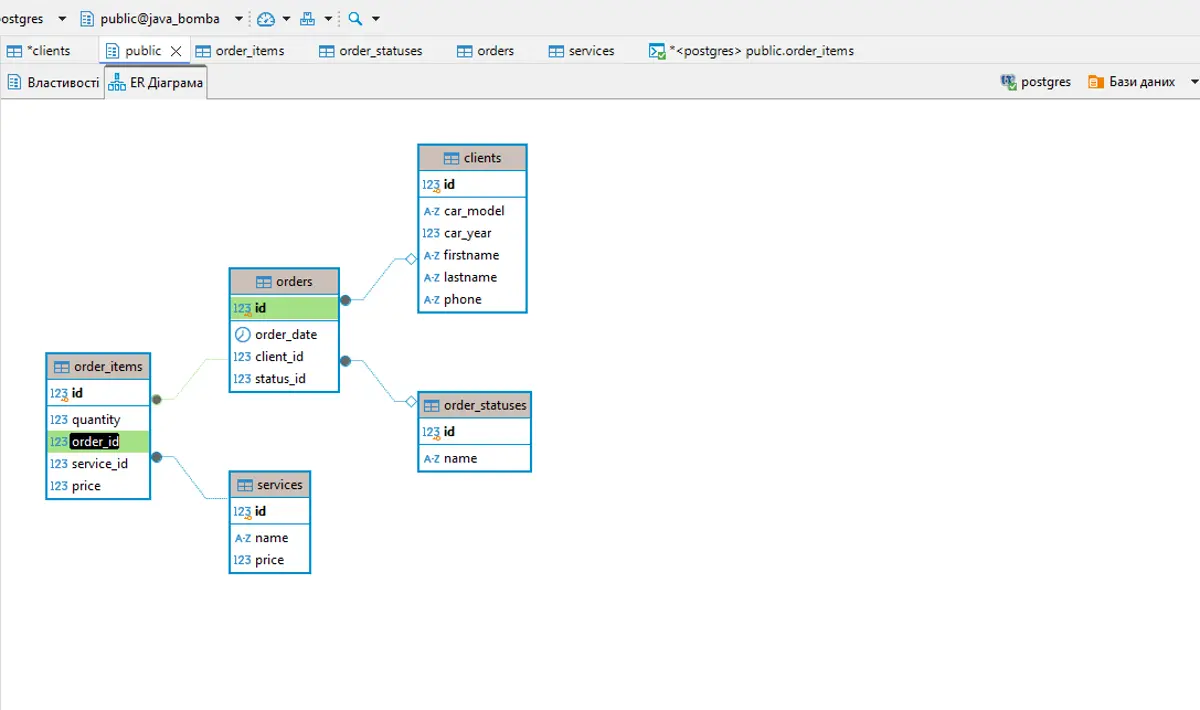 ostgres public@java_bomba
*clients public order_items order_statuses orders services *<postgres> public.order_items
Властивості ER Діаграма postgres Бази даних
clients
123 id
A-Z car_model
123 car_year
A-Z firstname
A-Z lastname
A-Z phone
orders
123 id
order_date
123 client_id
123 status_id
order_items
123 id
123 quantity
123 order_id
123 service_id
123 price
order_statuses
123 id
A-Z name
services
123 id
A-Z name
123 price